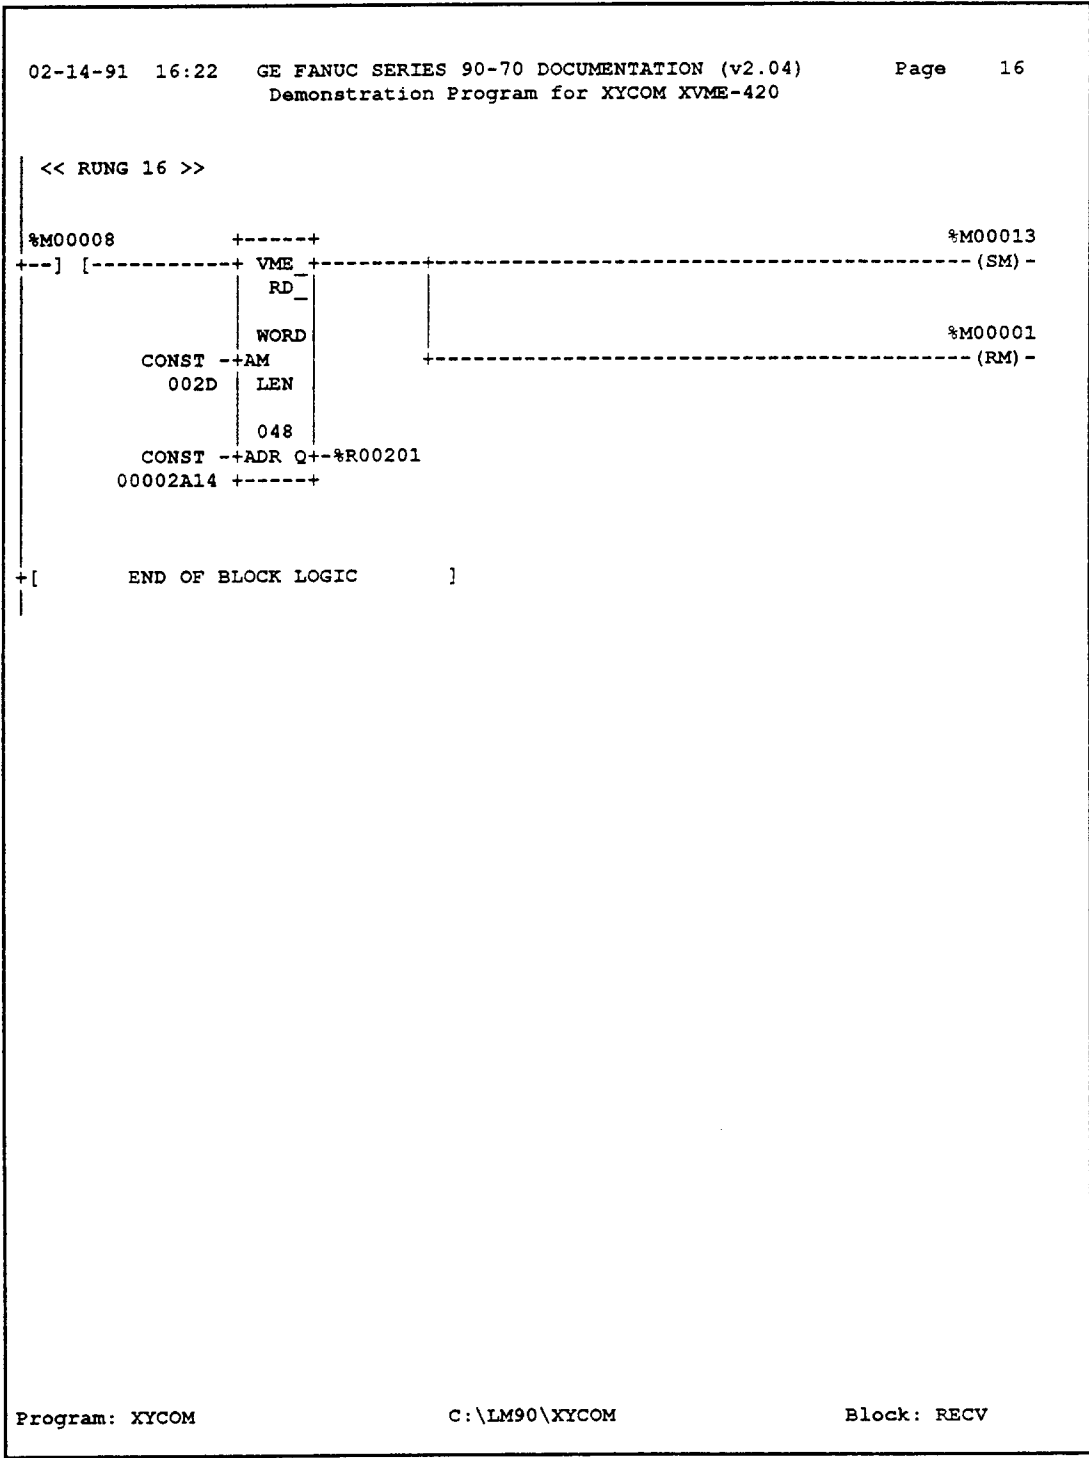 02-14-91  16:22   GE FANUC SERIES 90-70 DOCUMENTATION (v2.04)        Page    16
Demonstration Program for XYCOM XVME-420
| << RUNG 16 >>
|%M00008          +-----+                                              %M00013
+--] [-----------+ VME_+--------+---------------------------------------(SM)-
|                | RD_ |        |
|                | WORD|        |                                      %M00001
|        CONST -+AM             +---------------------------------------(RM)-
|          002D  | LEN |
|                | 048 |
|        CONST -+ADR Q+-%R00201
|      00002A14 +-----+
+[       END OF BLOCK LOGIC       ]
Program: XYCOM                  C:\LM90\XYCOM                  Block: RECV